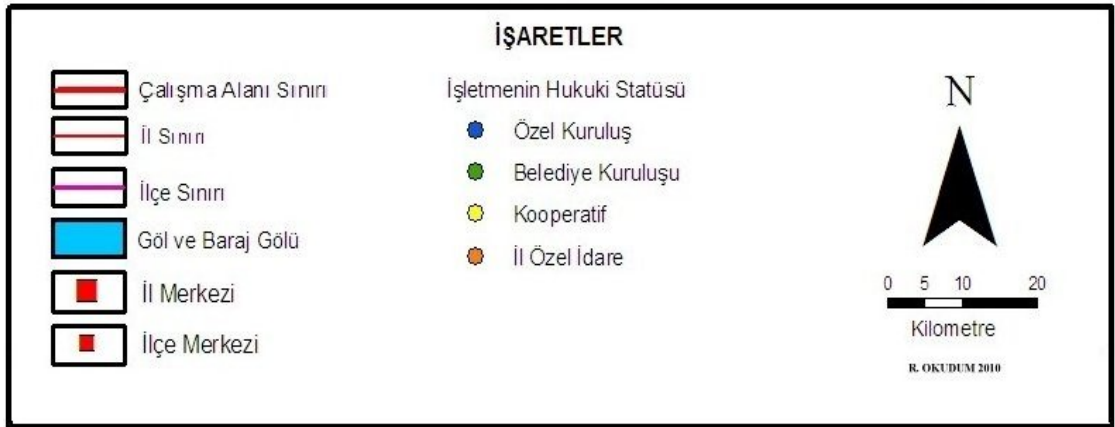 İŞARETLER
Çalışma Alanı Sınırı
İl Sınırı
İlçe Sınırı
Göl ve Baraj Gölü
İl Merkezi
İlçe Merkezi
İşletmenin Hukuki Statüsü
Özel Kuruluş
Belediye Kuruluşu
Kooperatif
İl Özel İdare
N
0 5 10 20
Kilometre
R. OKUDUM 2010